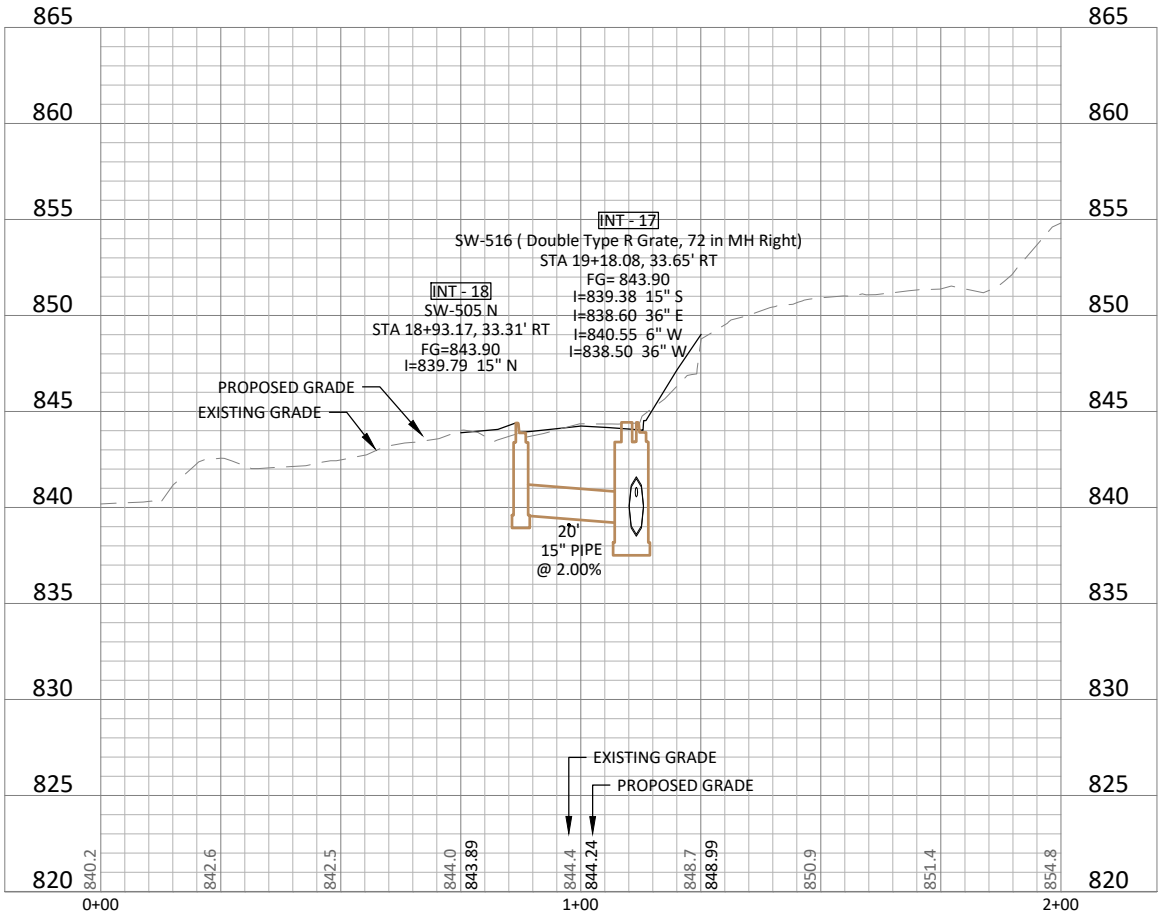 865
865
860
860
855
855
850
850
845
845
840
840
835
835
830
830
825
825
820
820
INT - 17
SW-516 ( Double Type R Grate, 72 in MH Right)
STA 19+18.08, 33.65' RT
FG= 843.90
I=839.38 15" S
I=838.60 36" E
I=840.55 6" W
I=838.50 36" W
INT - 18
SW-505 N
STA 18+93.17, 33.31' RT
FG=843.90
I=839.79 15" N
PROPOSED GRADE
EXISTING GRADE
20'
15" PIPE
@ 2.00%
EXISTING GRADE
PROPOSED GRADE
840.2
842.6
842.5
844.0
843.89
844.4
844.24
848.7
848.99
850.9
851.4
854.8
0+00
1+00
2+00